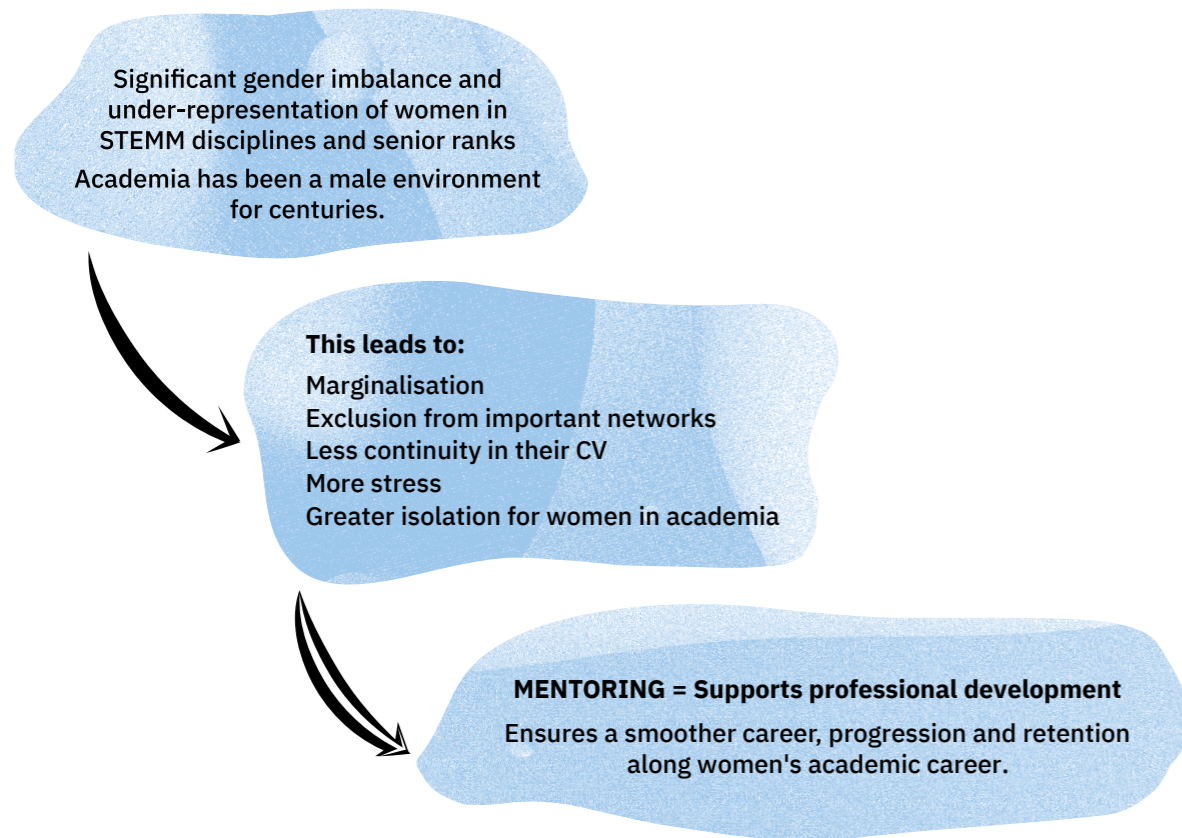 Significant gender imbalance and
under-representation of women in
STEMM disciplines and senior ranks
Academia has been a male environment
for centuries.
This leads to:
Marginalisation
Exclusion from important networks
Less continuity in their CV
More stress
Greater isolation for women in academia
MENTORING = Supports professional development
Ensures a smoother career, progression and retention
along women's academic career.